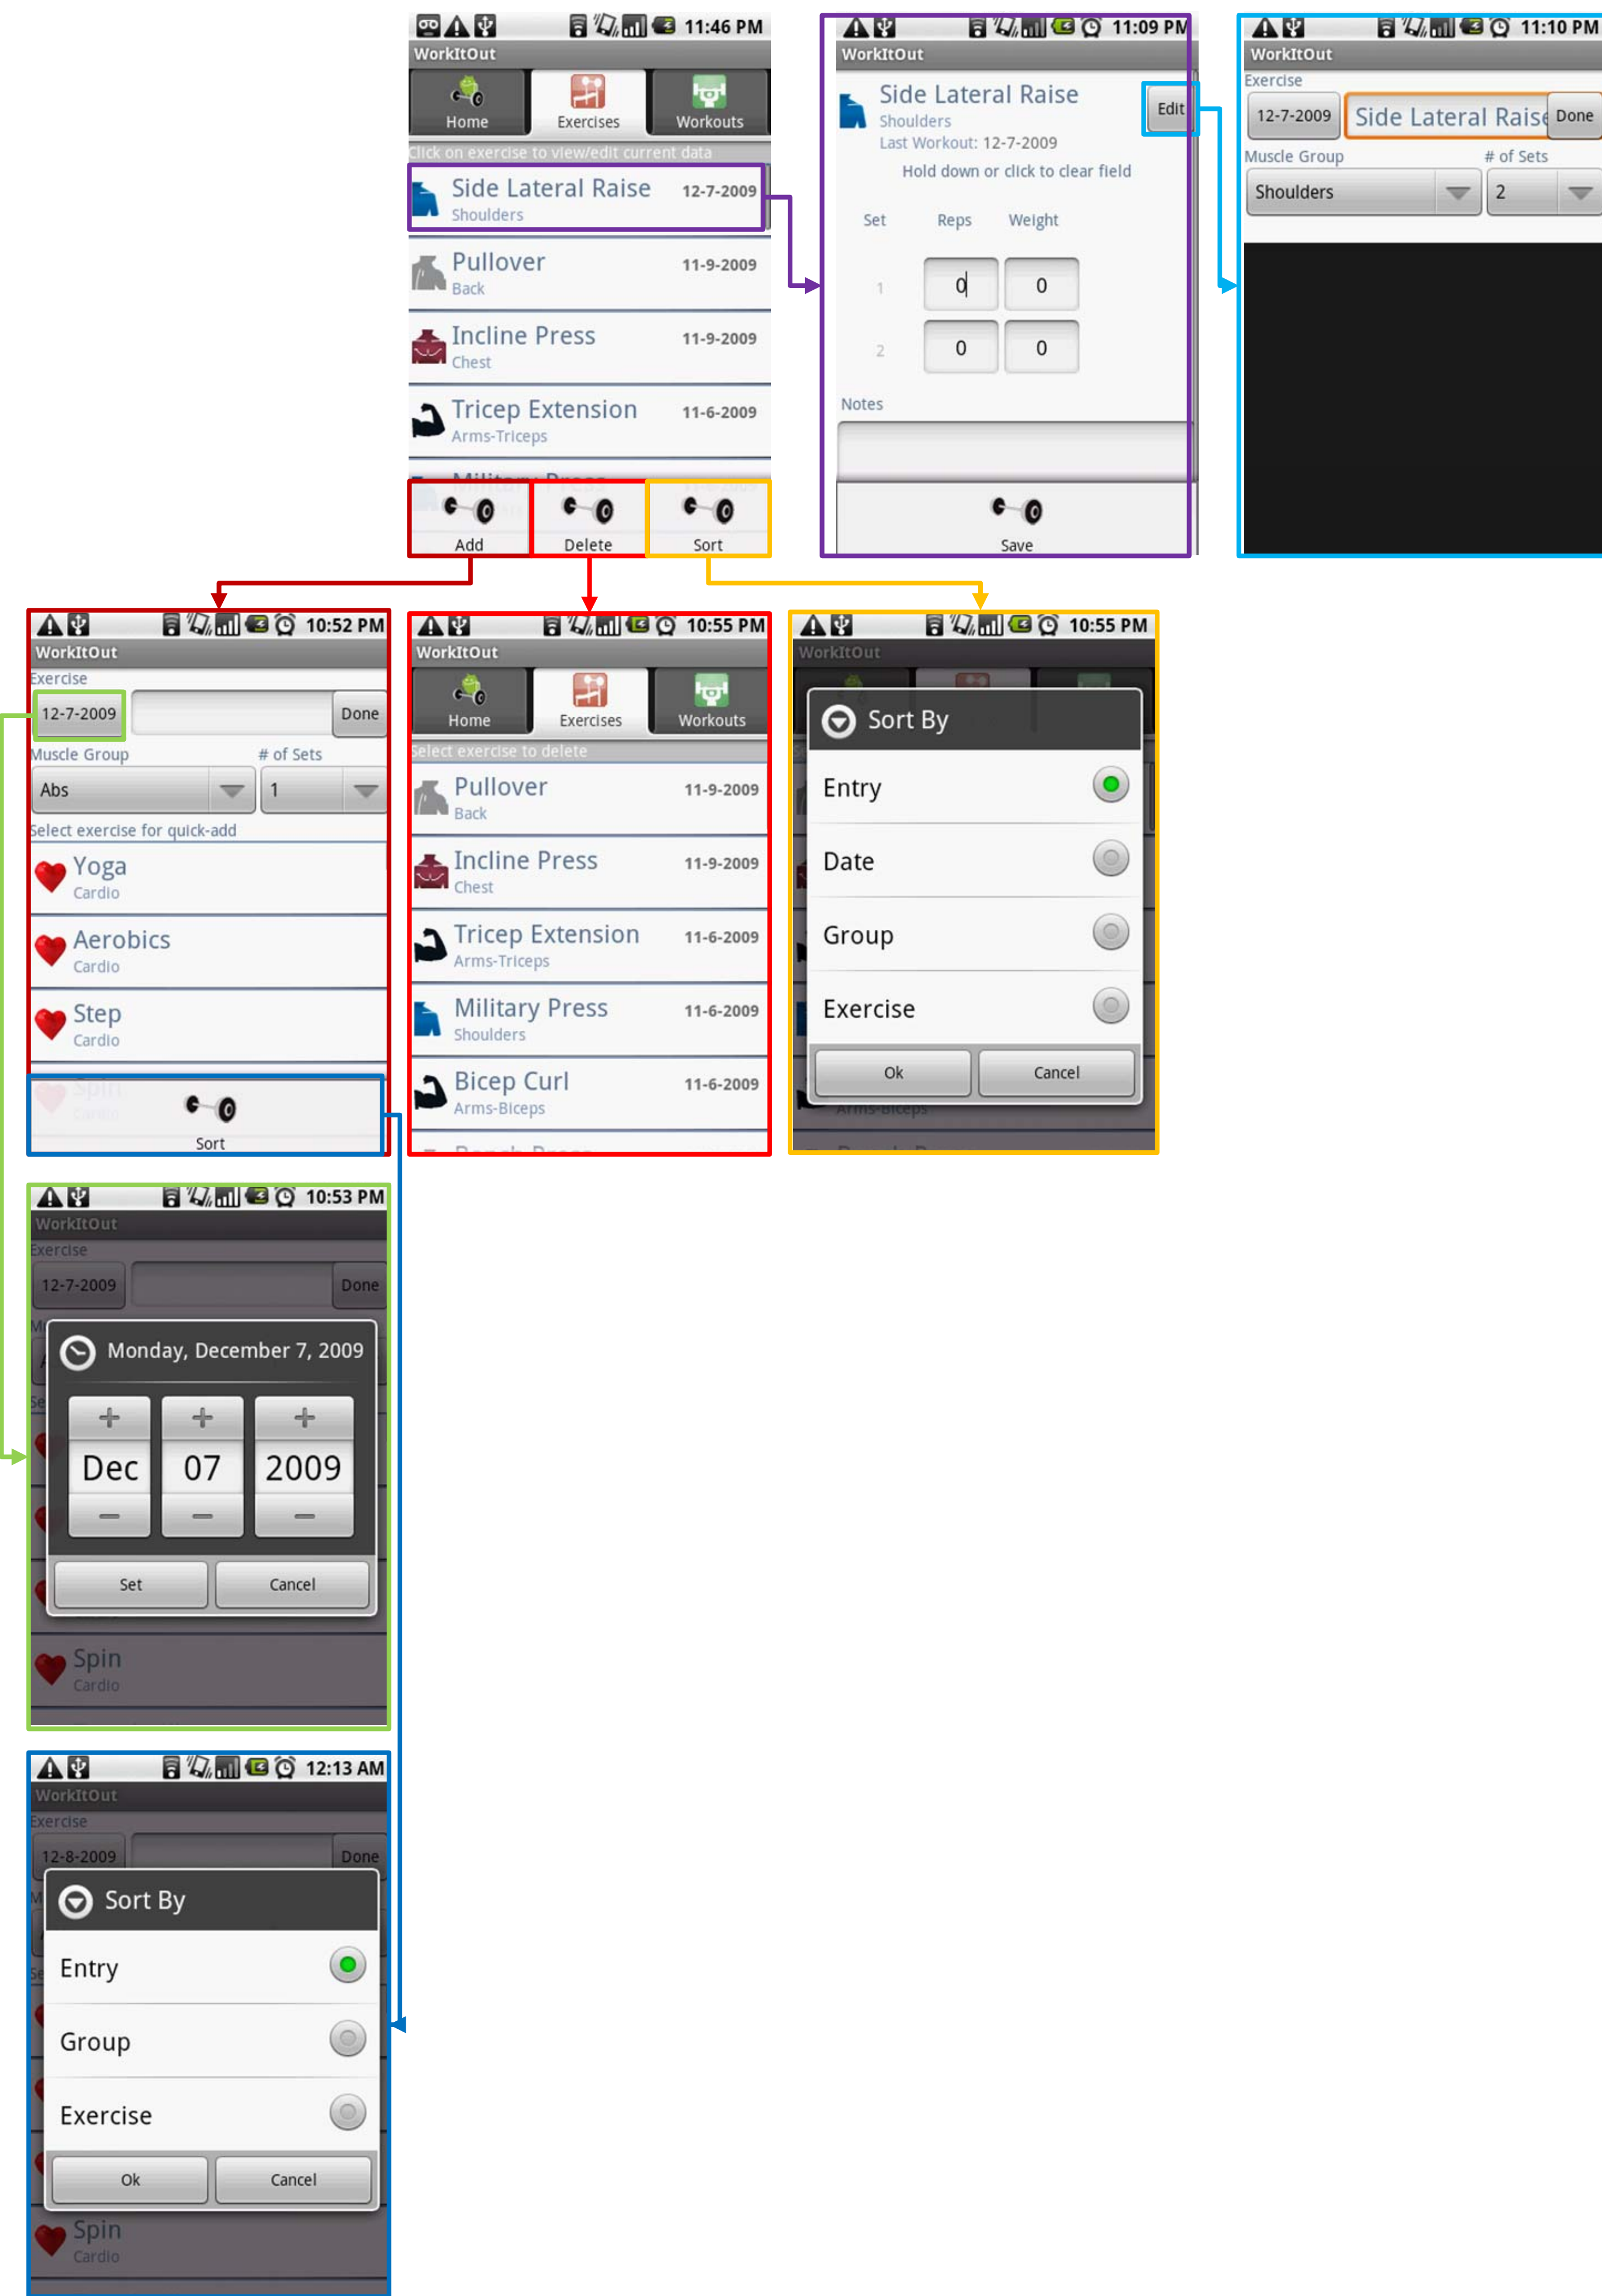 11:46 PM
WorkItOut
Home Exercises Workouts
Click on exercise to view/edit current data
Side Lateral Raise 12-7-2009
Shoulders
Pullover 11-9-2009
Back
Incline Press 11-9-2009
Chest
Tricep Extension 11-6-2009
Arms-Triceps
Military Press
Add Delete Sort
11:09 PM
WorkItOut
Side Lateral Raise
Edit
Shoulders
Last Workout: 12-7-2009
Hold down or click to clear field
Set Reps Weight
1 0 0
2 0 0
Notes
Save
11:10 PM
WorkItOut
Exercise
12-7-2009 Side Lateral Raise Done
Muscle Group # of Sets
Shoulders 2
10:52 PM
WorkItOut
Exercise
12-7-2009 Done
Muscle Group # of Sets
Abs 1
Select exercise for quick-add
Yoga
Cardio
Aerobics
Cardio
Step
Cardio
Spin
Cardio
Sort
10:55 PM
WorkItOut
Home Exercises Workouts
Select exercise to delete
Pullover 11-9-2009
Back
Incline Press 11-9-2009
Chest
Tricep Extension 11-6-2009
Arms-Triceps
Military Press 11-6-2009
Shoulders
Bicep Curl 11-6-2009
Arms-Biceps
Bench Press
10:55 PM
WorkItOut
Sort By
Entry
Date
Group
Exercise
Ok Cancel
Arms-Biceps
10:53 PM
WorkItOut
Exercise
12-7-2009 Done
Monday, December 7, 2009
+ + +
Dec 07 2009
− − −
Set Cancel
Spin
Cardio
12:13 AM
WorkItOut
Exercise
12-8-2009 Done
Sort By
Entry
Group
Exercise
Ok Cancel
Spin
Cardio